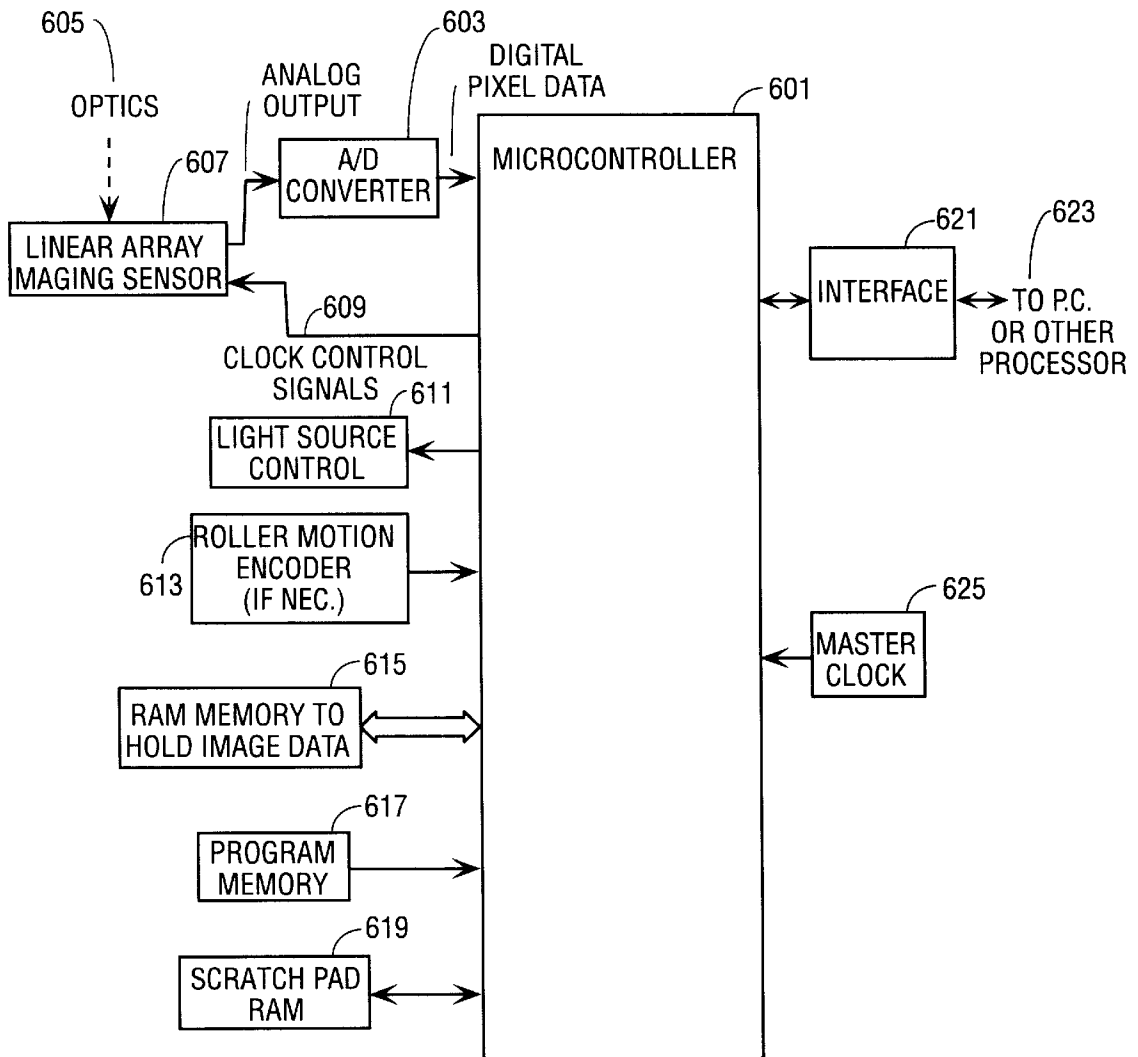 605
OPTICS
ANALOG
OUTPUT
603
DIGITAL
PIXEL DATA
601
607
A/D
CONVERTER
MICROCONTROLLER
LINEAR ARRAY
MAGING SENSOR
609
CLOCK CONTROL
SIGNALS
621
INTERFACE
623
TO P.C.
OR OTHER
PROCESSOR
611
LIGHT SOURCE
CONTROL
613
ROLLER MOTION
ENCODER
(IF NEC.)
625
MASTER
CLOCK
615
RAM MEMORY TO
HOLD IMAGE DATA
617
PROGRAM
MEMORY
619
SCRATCH PAD
RAM